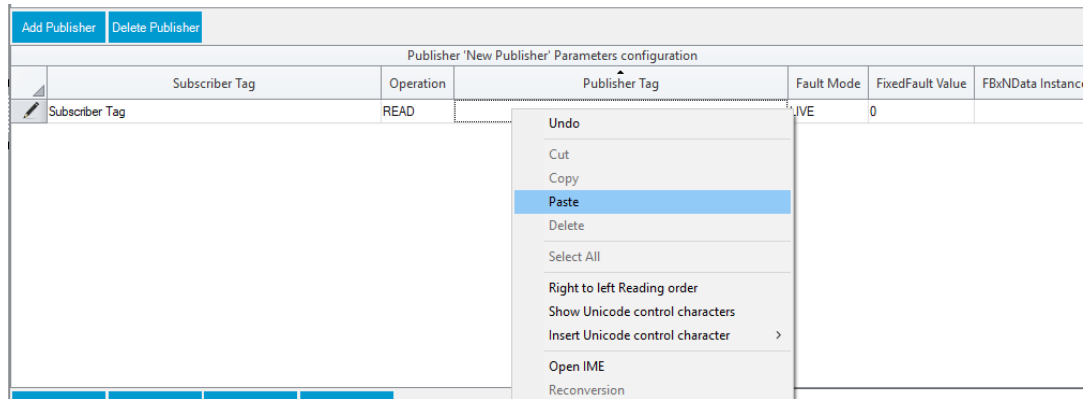 Add Publisher Delete Publisher
Publisher 'New Publisher' Parameters configuration
Subscriber Tag Operation Publisher Tag Fault Mode FixedFault Value FBxNData Instance
Subscriber Tag READ LIVE 0
Undo
Cut
Copy
Paste
Delete
Select All
Right to left Reading order
Show Unicode control characters
Insert Unicode control character
Open IME
Reconversion